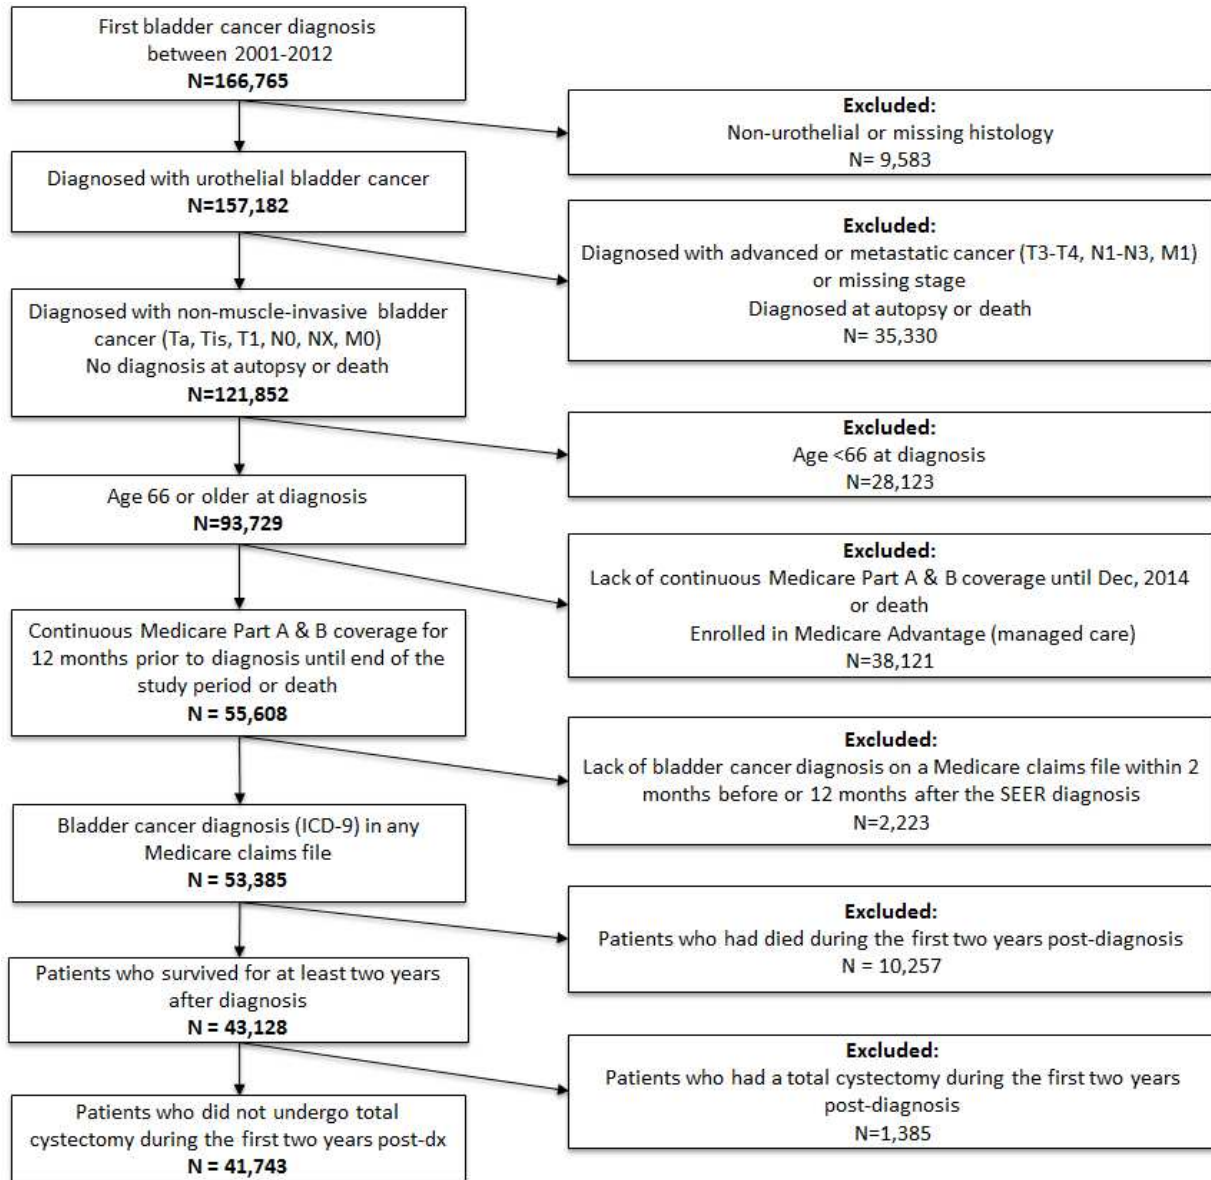 First bladder cancer diagnosis
between 2001-2012
N=166,765
Excluded:
Non-urothelial or missing histology
N= 9,583
Diagnosed with urothelial bladder cancer
N=157,182
Excluded:
Diagnosed with advanced or metastatic cancer (T3-T4, N1-N3, M1)
or missing stage
Diagnosed at autopsy or death
N= 35,330
Diagnosed with non-muscle-invasive bladder
cancer (Ta, Tis, T1, N0, NX, M0)
No diagnosis at autopsy or death
N=121,852
Excluded:
Age <66 at diagnosis
N=28,123
Age 66 or older at diagnosis
N=93,729
Excluded:
Lack of continuous Medicare Part A & B coverage until Dec, 2014
or death
Enrolled in Medicare Advantage (managed care)
N=38,121
Continuous Medicare Part A & B coverage for
12 months prior to diagnosis until end of the
study period or death
N = 55,608
Excluded:
Lack of bladder cancer diagnosis on a Medicare claims file within 2
months before or 12 months after the SEER diagnosis
N=2,223
Bladder cancer diagnosis (ICD-9) in any
Medicare claims file
N = 53,385
Excluded:
Patients who had died during the first two years post-diagnosis
N = 10,257
Patients who survived for at least two years
after diagnosis
N = 43,128
Excluded:
Patients who had a total cystectomy during the first two years
post-diagnosis
N=1,385
Patients who did not undergo total
cystectomy during the first two years post-dx
N = 41,743